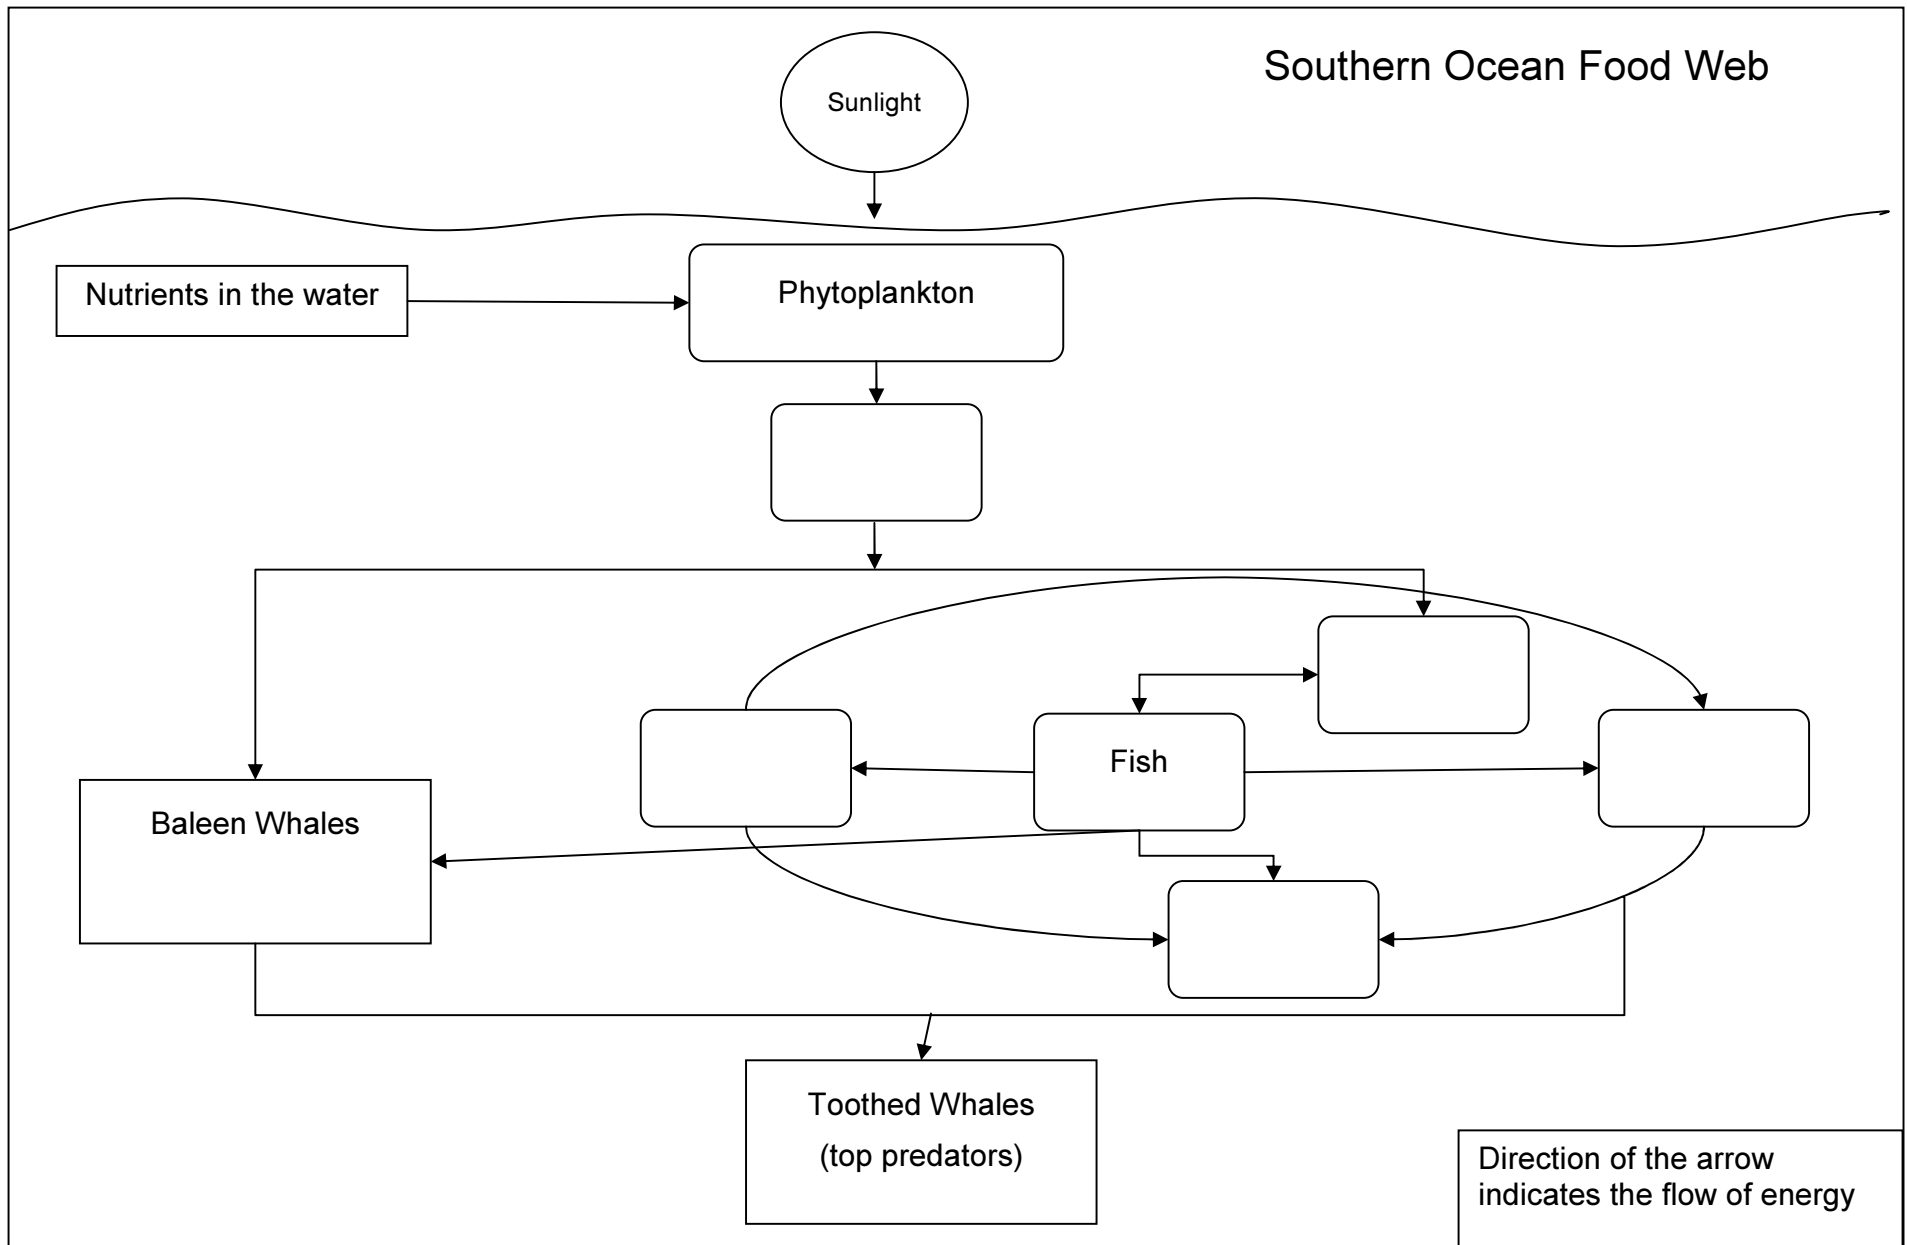 Southern Ocean Food Web
Sunlight
Nutrients in the water
Phytoplankton
Fish
Baleen Whales
Toothed Whales
(top predators)
Direction of the arrow
indicates the flow of energy